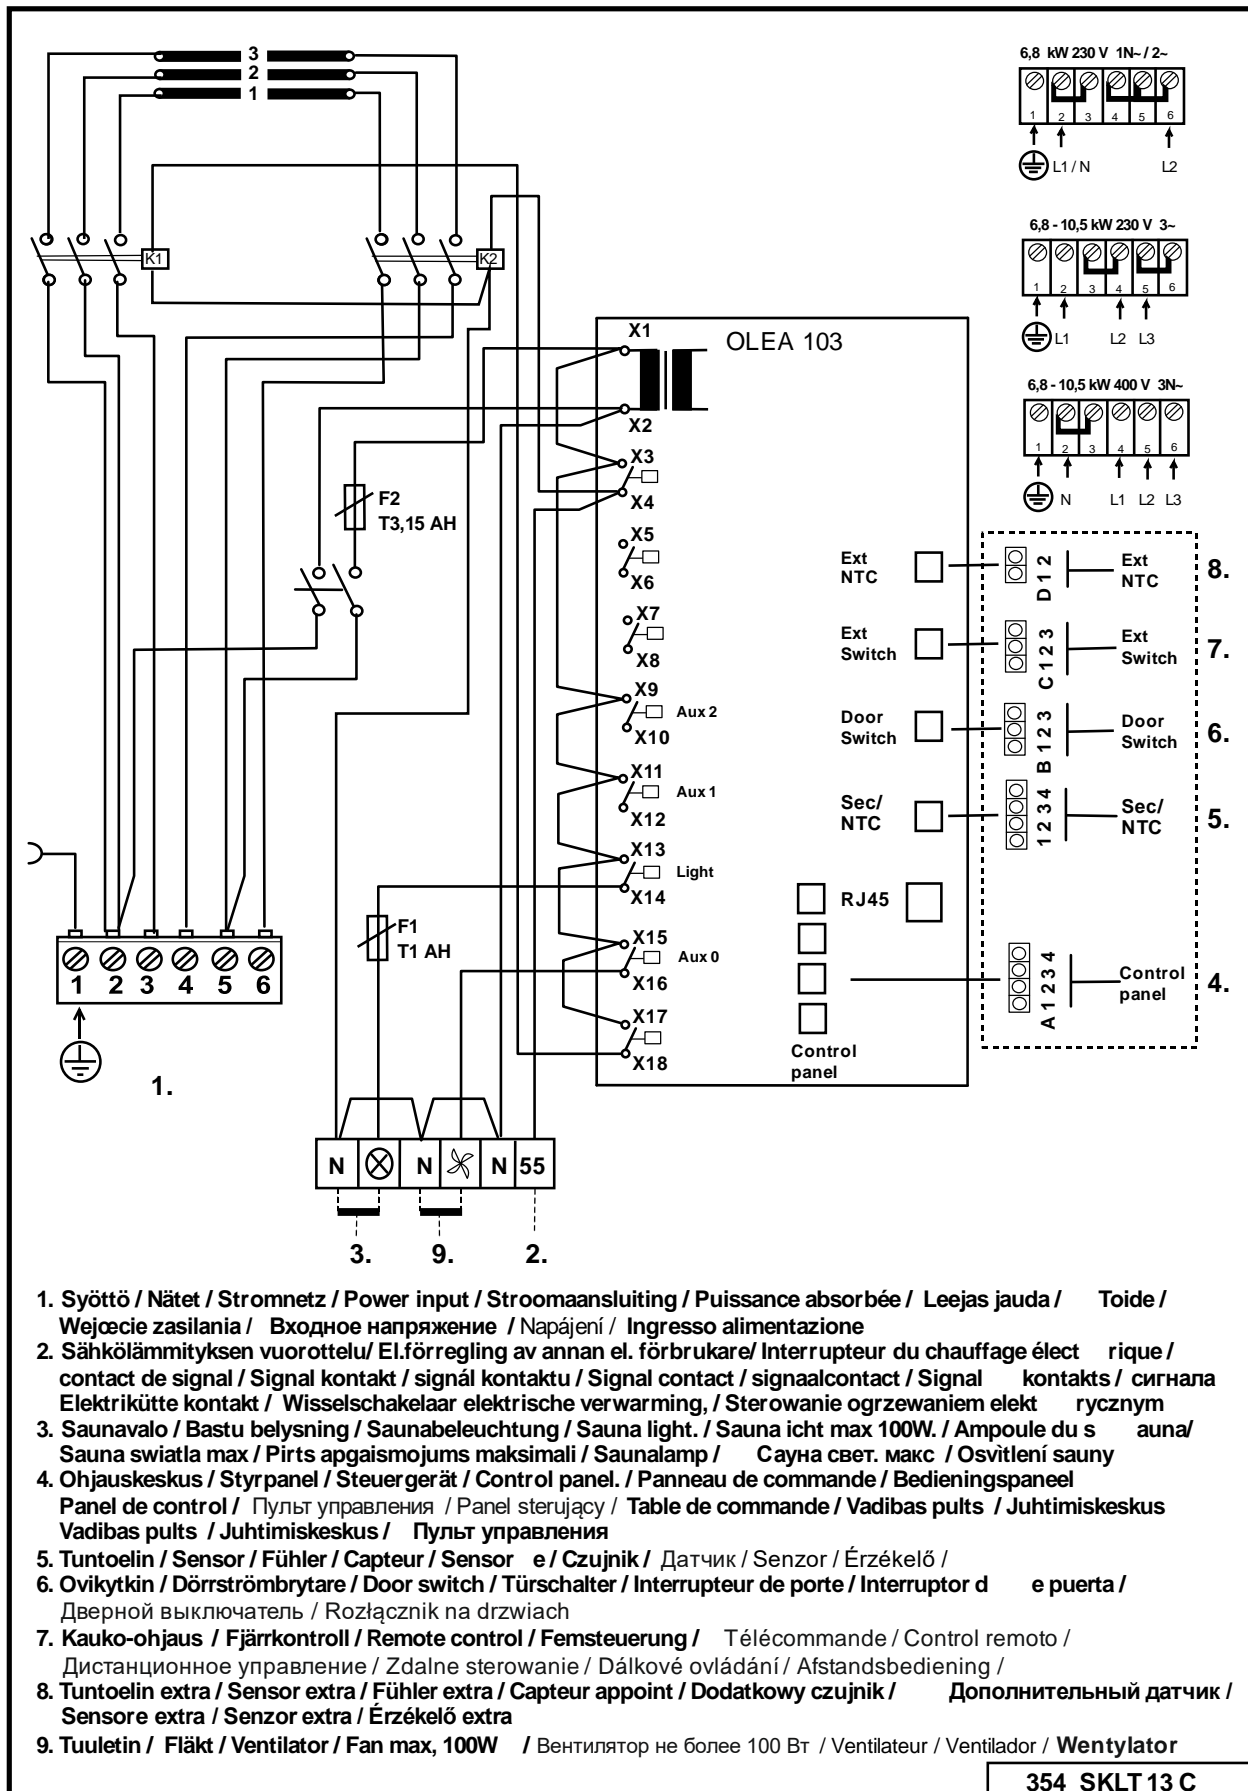 3
2
1
K1
K2
6,8 kW 230 V 1N~ / 2~
1 2 3 4 5 6
L1 / N L2
6,8 - 10,5 kW 230 V 3~
1 2 3 4 5 6
L1 L2 L3
6,8 - 10,5 kW 400 V 3N~
1 2 3 4 5 6
N L1 L2 L3
OLEA 103
X1
X2
X3
X4
X5
X6
X7
X8
X9
Aux 2
X10
X11
Aux 1
X12
X13
Light
X14
X15
Aux 0
X16
X17
X18
F2
T3,15 AH
F1
T1 AH
Ext
NTC
Ext
Switch
Door
Switch
Sec/
NTC
RJ45
Control
panel
D 1 2
Ext
NTC
8.
C 1 2 3
Ext
Switch
7.
B 1 2 3
Door
Switch
6.
1 2 3 4
Sec/
NTC
5.
A 1 2 3 4
Control
panel
4.
1 2 3 4 5 6
1.
N N N 55
3. 9. 2.
1. Syöttö / Nätet / Stromnetz / Power input / Stroomaansluiting / Puissance absorbée / Leejas jauda / Toide /
Wejœcie zasilania / Входное напряжение / Napájení / Ingresso alimentazione
2. Sähkölämmityksen vuorottelu/ El.förregling av annan el. förbrukare/ Interrupteur du chauffage élect rique /
contact de signal / Signal kontakt / signál kontaktu / Signal contact / signaalcontact / Signal kontakts / сигнала
Elektrikütte kontakt / Wisselschakelaar elektrische verwarming, / Sterowanie ogrzewaniem elekt rycznym
3. Saunavalo / Bastu belysning / Saunabeleuchtung / Sauna light. / Sauna icht max 100W. / Ampoule du s auna/
Sauna swiatla max / Pirts apgaismojums maksimali / Saunalamp / Сауна свет. макс / Osvìtlení sauny
4. Ohjauskeskus / Styrpanel / Steuergerät / Control panel. / Panneau de commande / Bedieningspaneel
Panel de control / Пульт управления / Panel sterujący / Table de commande / Vadibas pults / Juhtimiskeskus
Vadibas pults / Juhtimiskeskus / Пульт управления
5. Tuntoelin / Sensor / Fühler / Capteur / Sensor e / Czujnik / Датчик / Senzor / Érzékelő /
6. Ovikytkin / Dörrströmbrytare / Door switch / Türschalter / Interrupteur de porte / Interruptor d e puerta /
Дверной выключатель / Rozłącznik na drzwiach
7. Kauko-ohjaus / Fjärrkontroll / Remote control / Femsteuerung / Télécommande / Control remoto /
Дистанционное управление / Zdalne sterowanie / Dálkové ovládání / Afstandsbediening /
8. Tuntoelin extra / Sensor extra / Fühler extra / Capteur appoint / Dodatkowy czujnik / Дополнительный датчик /
Sensore extra / Senzor extra / Érzékelő extra
9. Tuuletin / Fläkt / Ventilator / Fan max, 100W / Вентилятор не более 100 Вт / Ventilateur / Ventilador / Wentylator
354 SKLT 13 C